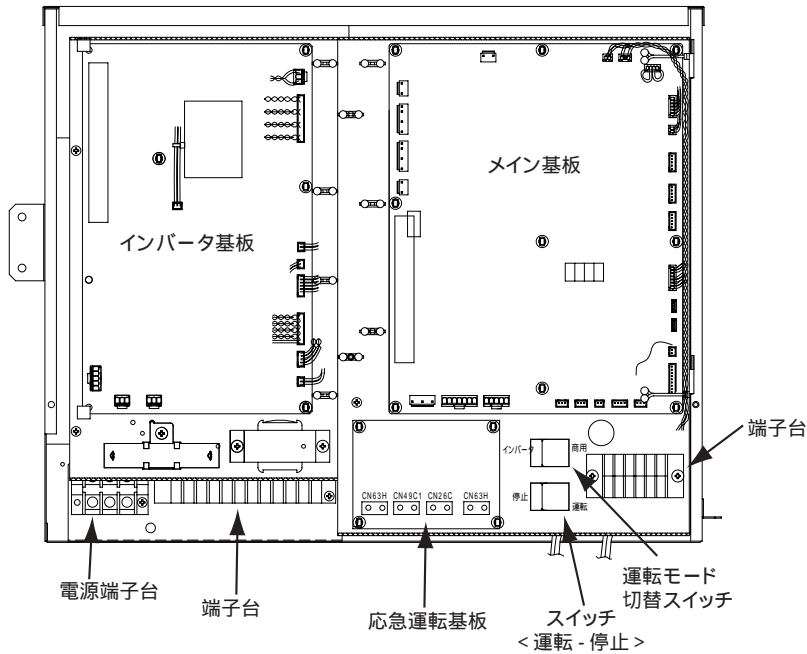 メイン基板
インバータ基板
インバータ
商用
停止
運転
CN63H
CN49C1
CN26C
CN63H
端子台
電源端子台
端子台
応急運転基板
スイッチ
<運転-停止>
運転モード
切替スイッチ